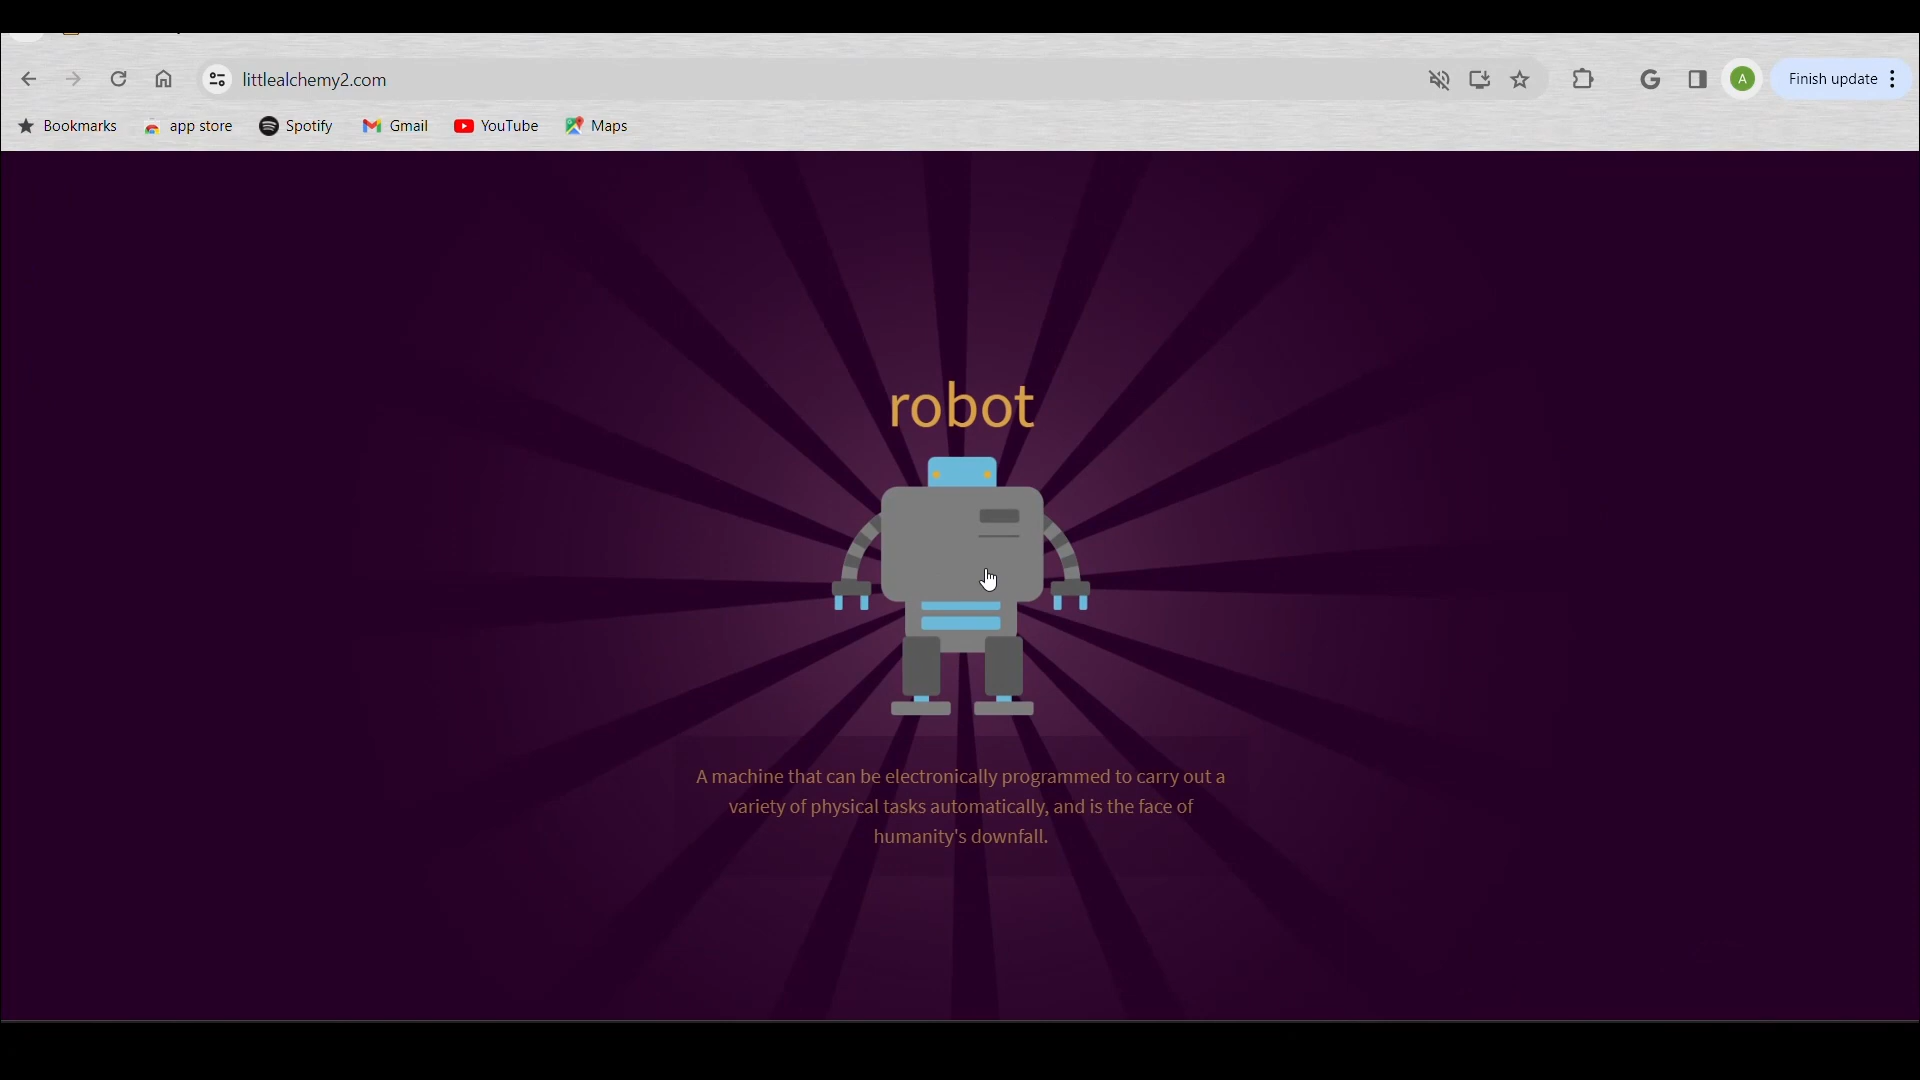 littlealchemy2.com
A
Finish update
Bookmarks
app store
Spotify
Gmail
YouTube
Maps
robot
A machine that can be electronically programmed to carry out a
variety of physical tasks automatically, and is the face of
humanity's downfall.